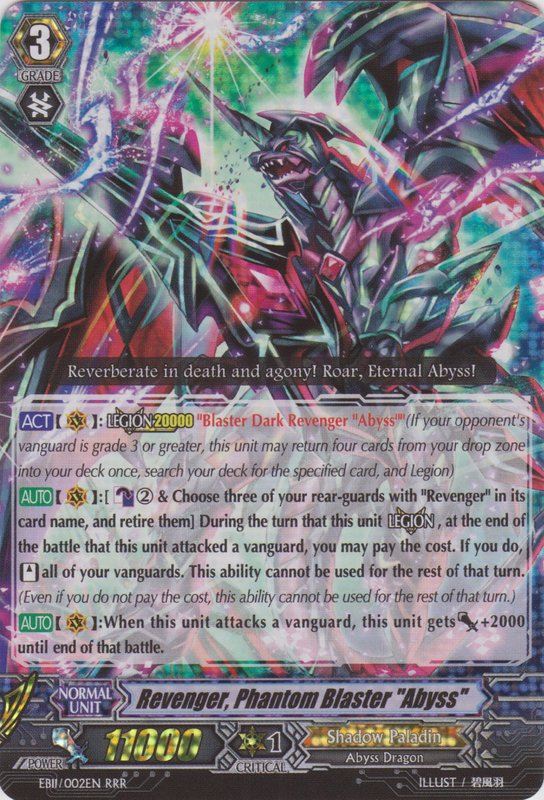 3
GRADE
Reverberate in death and agony! Roar, Eternal Abyss!
ACT【 】: LEGION 20000 "Blaster Dark Revenger "Abyss"" (If your opponent's
vanguard is grade 3 or greater, this unit may return four cards from your drop zone
into your deck once, search your deck for the specified card, and Legion)
AUTO【 】:[ ② & Choose three of your rear-guards with "Revenger" in its
card name, and retire them] During the turn that this unit LEGION , at the end of
the battle that this unit attacked a vanguard, you may pay the cost. If you do,
all of your vanguards. This ability cannot be used for the rest of that turn.
(Even if you do not pay the cost, this ability cannot be used for the rest of that turn.)
AUTO【 】:When this unit attacks a vanguard, this unit gets +2000
until end of that battle.
NORMAL
UNIT
Revenger, Phantom Blaster "Abyss"
POWER
11000
1
CRITICAL
Shadow Paladin
Abyss Dragon
EB11/002EN RRR
ILLUST / 碧風羽